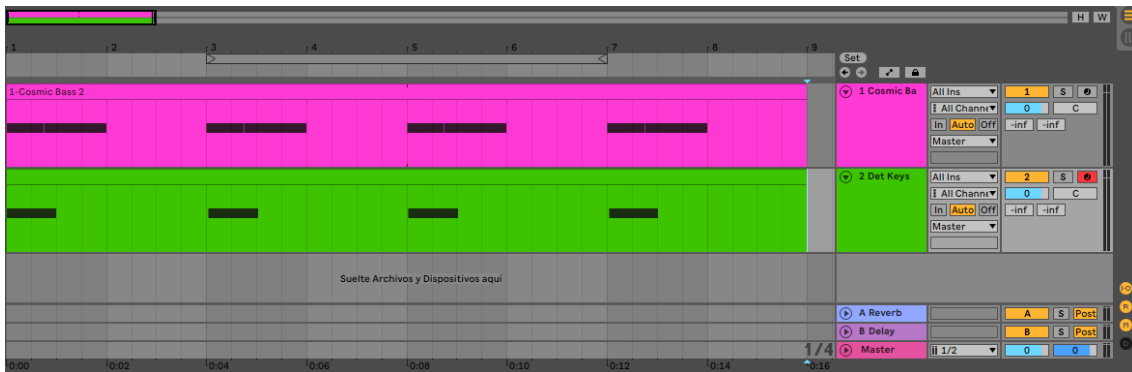 H W
1 2 3 4 5 6 7 8 9
Set
1-Cosmic Bass 2
1 Cosmic Ba All Ins 1 S
All Channe 0 C
In Auto Off -inf -inf
Master
2 Det Keys All Ins 2 S
All Channe 0 C
In Auto Off -inf -inf
Master
Suelte Archivos y Dispositivos aquí
A Reverb A S Post
B Delay B S Post
1/4 Master 1/2 0 0
0:00 0:02 0:04 0:06 0:08 0:10 0:12 0:14 0:16
I·O
R
M
D